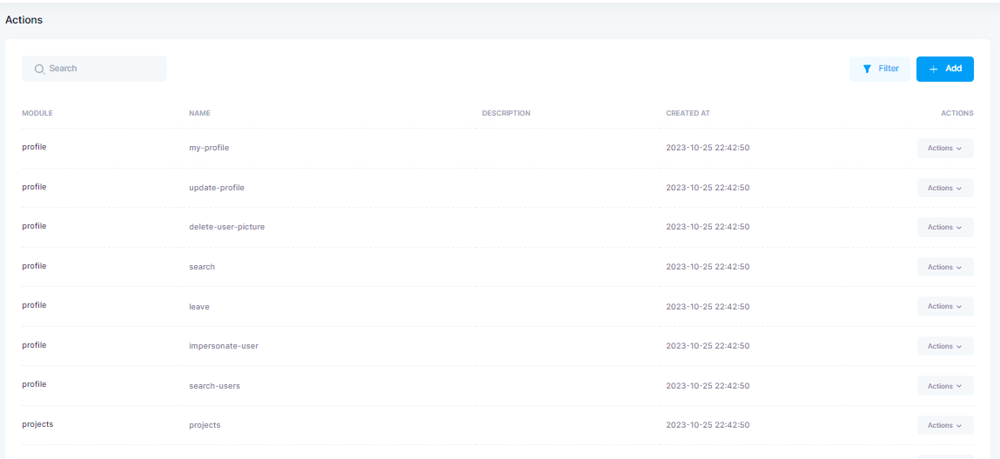 Actions
Search
Filter
Add
MODULE NAME DESCRIPTION CREATED AT ACTIONS
profile my-profile 2023-10-25 22:42:50 Actions
profile update-profile 2023-10-25 22:42:50 Actions
profile delete-user-picture 2023-10-25 22:42:50 Actions
profile search 2023-10-25 22:42:50 Actions
profile leave 2023-10-25 22:42:50 Actions
profile impersonate-user 2023-10-25 22:42:50 Actions
profile search-users 2023-10-25 22:42:50 Actions
projects projects 2023-10-25 22:42:50 Actions